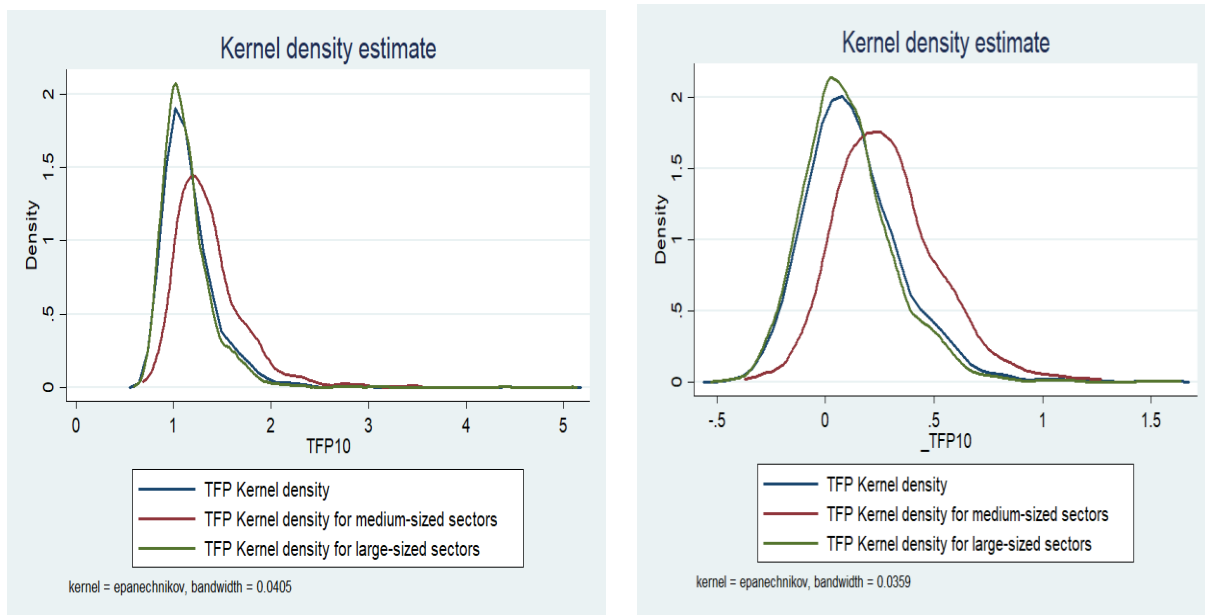 Kernel density estimate
2
1.5
1
.5
0
Density
0 1 2 3 4 5
TFP10
TFP Kernel density
TFP Kernel density for medium-sized sectors
TFP Kernel density for large-sized sectors
kernel = epanechnikov, bandwidth = 0.0405
Kernel density estimate
2
1.5
1
.5
0
Density
-.5 0 .5 1 1.5
_TFP10
TFP Kernel density
TFP Kernel density for medium-sized sectors
TFP Kernel density for large-sized sectors
kernel = epanechnikov, bandwidth = 0.0359